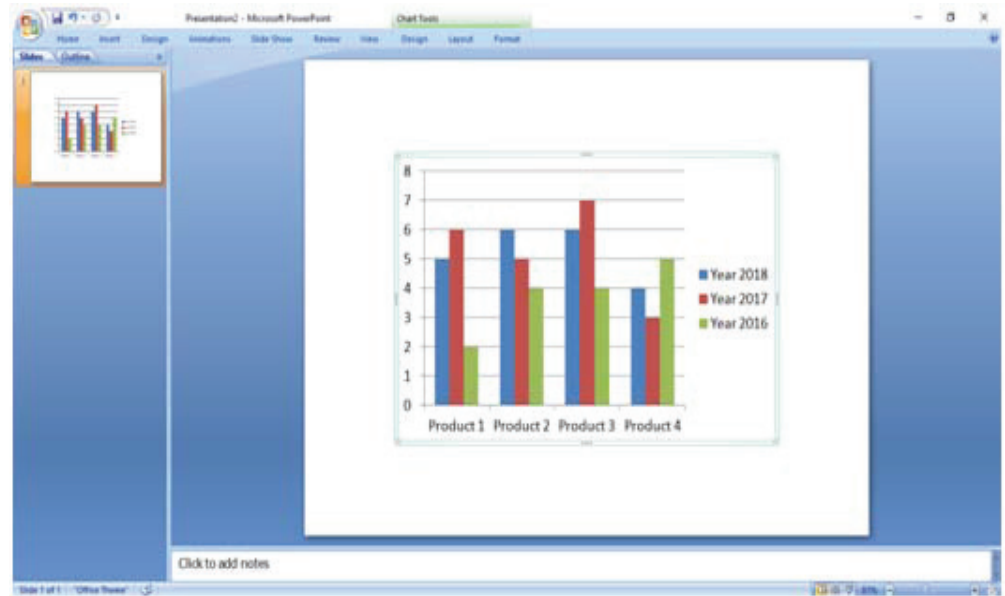 Presentation2 - Microsoft PowerPoint
Chart Tools
Home Insert Design Animations Slide Show Review View Design Layout Format
Slides Outline
1
8
7
6
5
4
3
2
1
0
Product 1 Product 2 Product 3 Product 4
Year 2018
Year 2017
Year 2016
Click to add notes
Slide 1 of 1 "Office Theme"